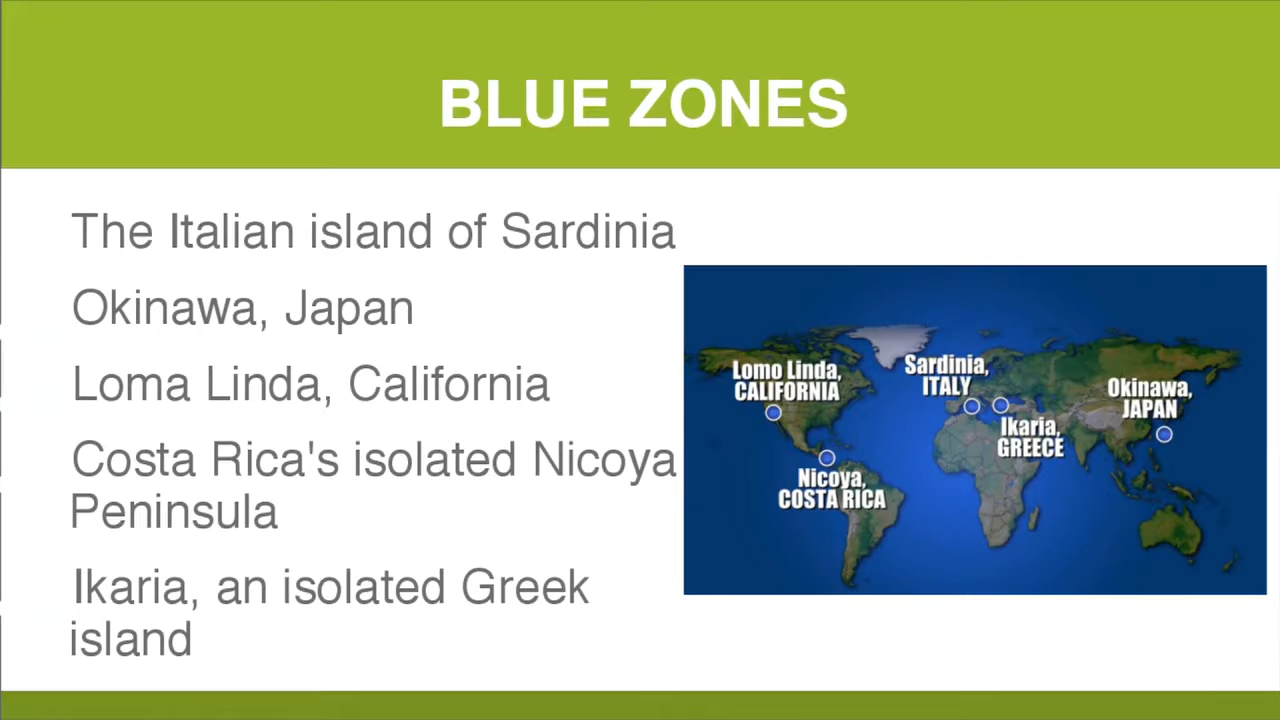 BLUE ZONES
The Italian island of Sardinia
Okinawa, Japan
Loma Linda, California
Costa Rica's isolated Nicoya
Peninsula
Ikaria, an isolated Greek
island
Lomo Linda,
CALIFORNIA
Sardinia,
ITALY
Okinawa,
JAPAN
Ikaria,
GREECE
Nicoya,
COSTA RICA